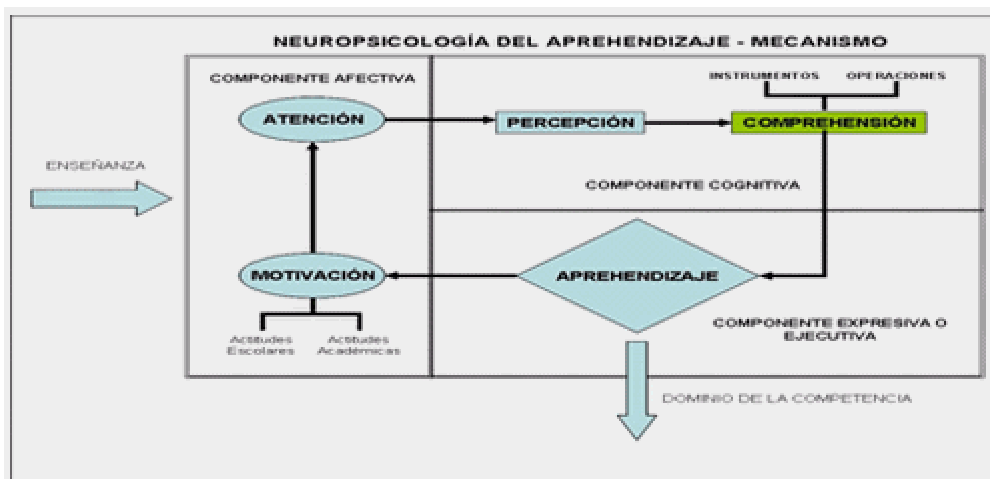 NEUROPSICOLOGÍA DEL APREHENDIZAJE - MECANISMO
COMPONENTE AFECTIVA
INSTRUMENTOS
OPERACIONES
ATENCIÓN
PERCEPCIÓN
COMPREHENSIÓN
ENSEÑANZA
COMPONENTE COGNITIVA
MOTIVACIÓN
APREHENDIZAJE
Actitudes
Escolares
Actitudes
Académicas
COMPONENTE EXPRESIVA O
EJECUTIVA
DOMINIO DE LA COMPETENCIA